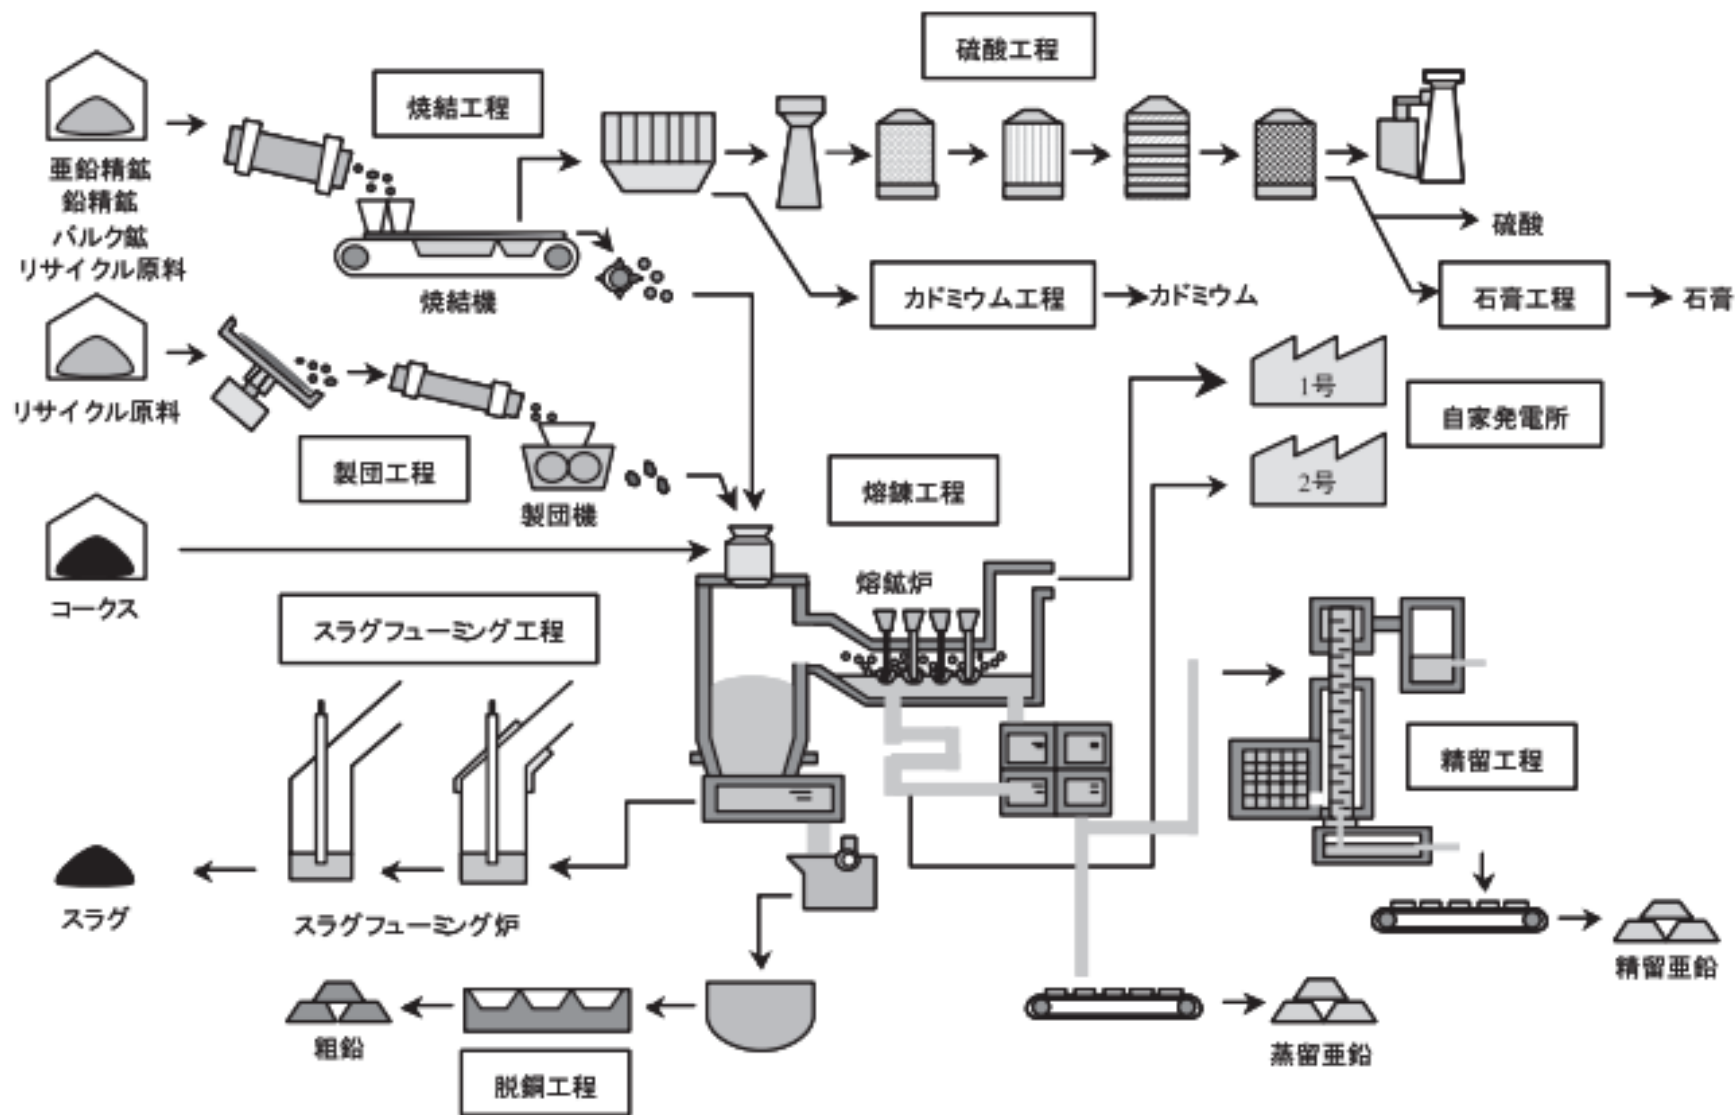 硫酸工程
焼結工程
亜鉛精鉱
鉛精鉱
バルク鉱
リサイクル原料
焼結機
硫酸
カドミウム工程
カドミウム
石膏工程
石膏
リサイクル原料
製団工程
製団機
熔錬工程
1号
自家発電所
2号
コークス
熔鉱炉
スラグフューミング工程
精留工程
スラグ
スラグフューミング炉
精留亜鉛
粗鉛
脱銅工程
蒸留亜鉛